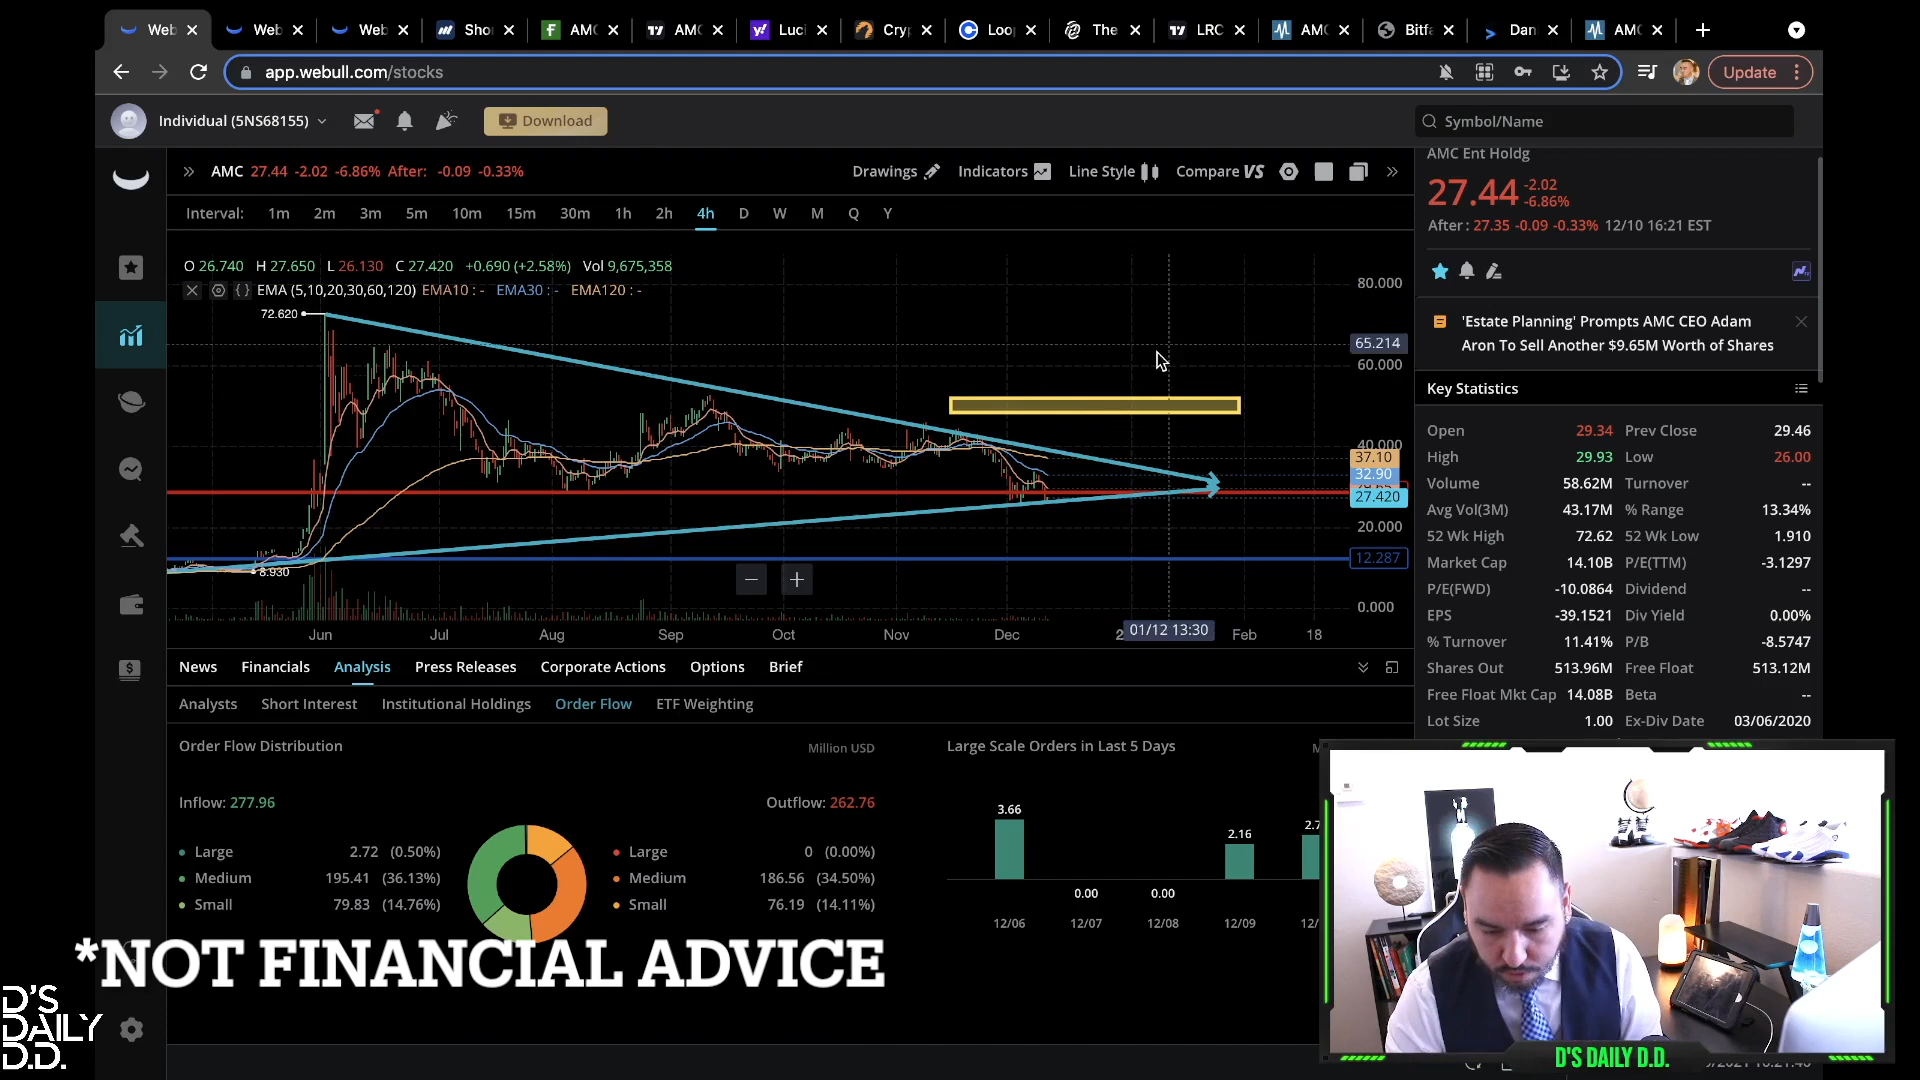 Web
Web
Web
Sho
AMC
AMC
Luci
Cryp
Loop
The
LRC
AMC
Bitfa
Dan
AMC
app.webull.com/stocks
Update
Individual (5NS68155)
Download
Symbol/Name
AMC 27.44 -2.02 -6.86% After: -0.09 -0.33%
Drawings
Indicators
Line Style
Compare VS
Interval: 1m 2m 3m 5m 10m 15m 30m 1h 2h 4h D W M Q Y
O 26.740 H 27.650 L 26.130 C 27.420 +0.690 (+2.58%) Vol 9,675,358
EMA (5,10,20,30,60,120) EMA10 : - EMA30 : - EMA120 : -
72.620
8.930
80.000
65.214
60.000
40.000
37.10
32.90
27.420
20.000
12.287
0.000
Jun Jul Aug Sep Oct Nov Dec 01/12 13:30 Feb 18
AMC Ent Holdg
27.44 -2.02
-6.86%
After : 27.35 -0.09 -0.33% 12/10 16:21 EST
'Estate Planning' Prompts AMC CEO Adam
Aron To Sell Another $9.65M Worth of Shares
Key Statistics
Open 29.34 Prev Close 29.46
High 29.93 Low 26.00
Volume 58.62M Turnover --
Avg Vol(3M) 43.17M % Range 13.34%
52 Wk High 72.62 52 Wk Low 1.910
Market Cap 14.10B P/E(TTM) -3.1297
P/E(FWD) -10.0864 Dividend --
EPS -39.1521 Div Yield 0.00%
% Turnover 11.41% P/B -8.5747
Shares Out 513.96M Free Float 513.12M
Free Float Mkt Cap 14.08B Beta --
Lot Size 1.00 Ex-Div Date 03/06/2020
News Financials Analysis Press Releases Corporate Actions Options Brief
Analysts Short Interest Institutional Holdings Order Flow ETF Weighting
Order Flow Distribution Million USD
Inflow: 277.96 Outflow: 262.76
Large 2.72 (0.50%)
Medium 195.41 (36.13%)
Small 79.83 (14.76%)
Large 0 (0.00%)
Medium 186.56 (34.50%)
Small 76.19 (14.11%)
Large Scale Orders in Last 5 Days
3.66 0.00 0.00 2.16 2.7
12/06 12/07 12/08 12/09 12/
*NOT FINANCIAL ADVICE
D'S
DAILY
D.D.
D'S DAILY D.D.